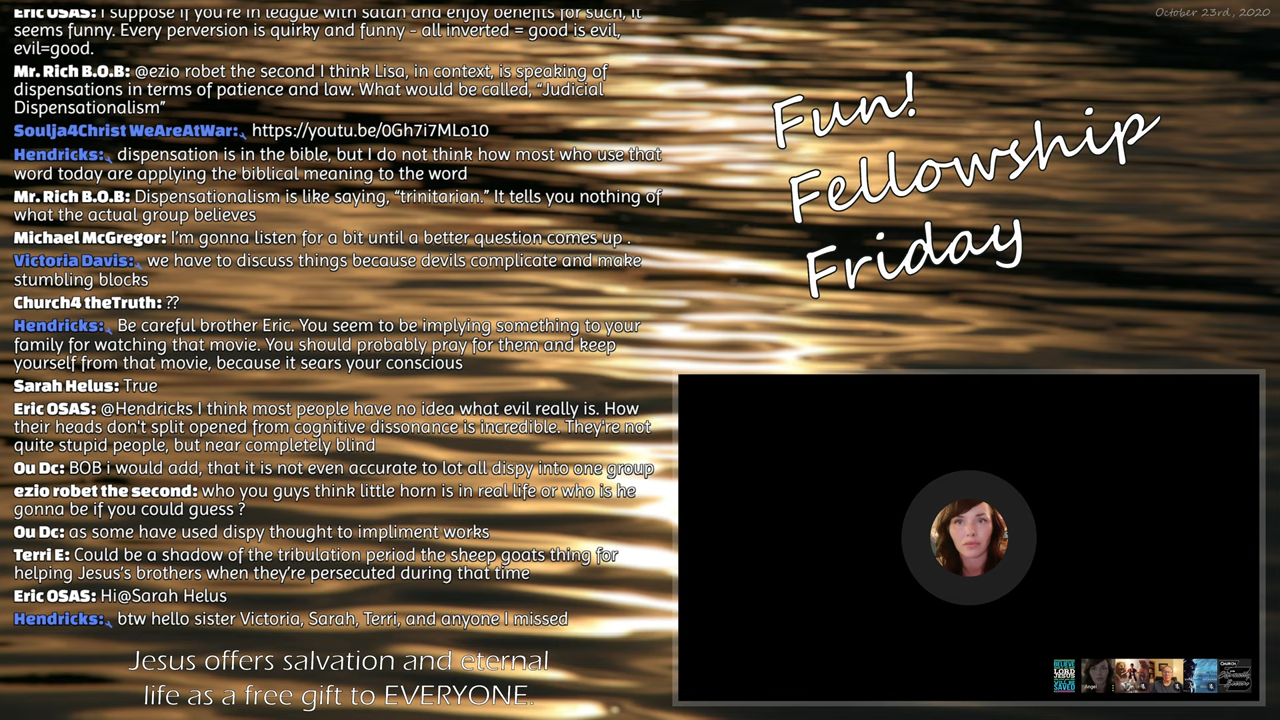 Eric OSAS: I suppose if you're in league with satan and enjoy benefits for such, it
seems funny. Every perversion is quirky and funny - all inverted = good is evil,
evil=good.
Mr. Rich B.O.B: @ezio robet the second I think Lisa, in context, is speaking of
dispensations in terms of patience and law. What would be called, “Judicial
Dispensationalism”
Soulja4Christ WeAreAtWar: https://youtu.be/0Gh7i7MLo10
Hendricks: dispensation is in the bible, but I do not think how most who use that
word today are applying the biblical meaning to the word
Mr. Rich B.O.B: Dispensationalism is like saying, “trinitarian.” It tells you nothing of
what the actual group believes
Michael McGregor: I’m gonna listen for a bit until a better question comes up .
Victoria Davis: we have to discuss things because devils complicate and make
stumbling blocks
Church4 theTruth: ??
Hendricks: Be careful brother Eric. You seem to be implying something to your
family for watching that movie. You should probably pray for them and keep
yourself from that movie, because it sears your conscious
Sarah Helus: True
Eric OSAS: @Hendricks I think most people have no idea what evil really is. How
their heads don't split opened from cognitive dissonance is incredible. They're not
quite stupid people, but near completely blind
Ou Dc: BOB i would add, that it is not even accurate to lot all dispy into one group
ezio robet the second: who you guys think little horn is in real life or who is he
gonna be if you could guess ?
Ou Dc: as some have used dispy thought to impliment works
Terri E: Could be a shadow of the tribulation period the sheep goats thing for
helping Jesus’s brothers when they’re persecuted during that time
Eric OSAS: Hi@Sarah Helus
Hendricks: btw hello sister Victoria, Sarah, Terri, and anyone I missed
Jesus offers salvation and eternal
life as a free gift to EVERYONE.
October 23rd, 2020
Fun!
Fellowship
Friday
BELIEVE
LORD
JESUS
SAVED
Angel
CHURCH